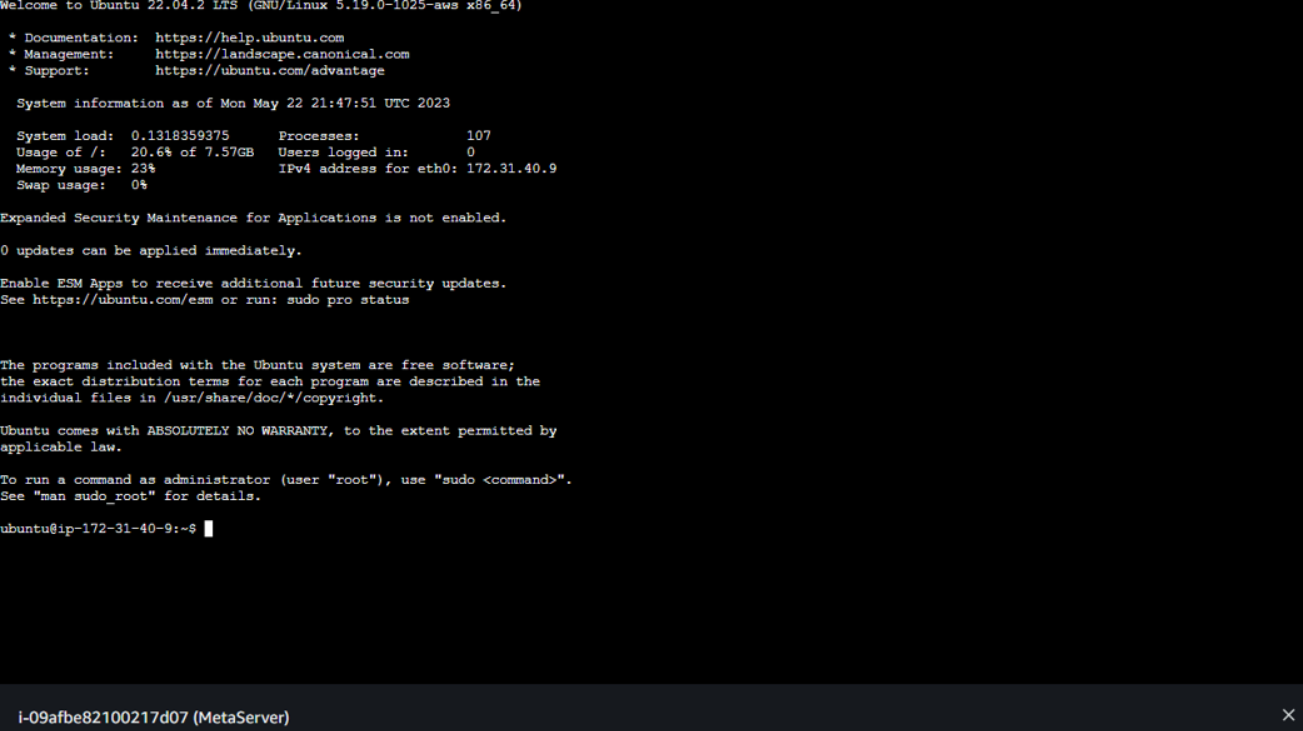 Welcome to Ubuntu 22.04.2 LTS (GNU/Linux 5.19.0-1025-aws x86_64)
* Documentation:  https://help.ubuntu.com
* Management:     https://landscape.canonical.com
* Support:        https://ubuntu.com/advantage
System information as of Mon May 22 21:47:51 UTC 2023
System load:  0.1318359375      Processes:             107
Usage of /:   20.6% of 7.57GB   Users logged in:       0
Memory usage: 23%               IPv4 address for eth0: 172.31.40.9
Swap usage:   0%
Expanded Security Maintenance for Applications is not enabled.
0 updates can be applied immediately.
Enable ESM Apps to receive additional future security updates.
See https://ubuntu.com/esm or run: sudo pro status
The programs included with the Ubuntu system are free software;
the exact distribution terms for each program are described in the
individual files in /usr/share/doc/*/copyright.
Ubuntu comes with ABSOLUTELY NO WARRANTY, to the extent permitted by
applicable law.
To run a command as administrator (user "root"), use "sudo <command>".
See "man sudo_root" for details.
ubuntu@ip-172-31-40-9:~$
i-09afbe82100217d07 (MetaServer)